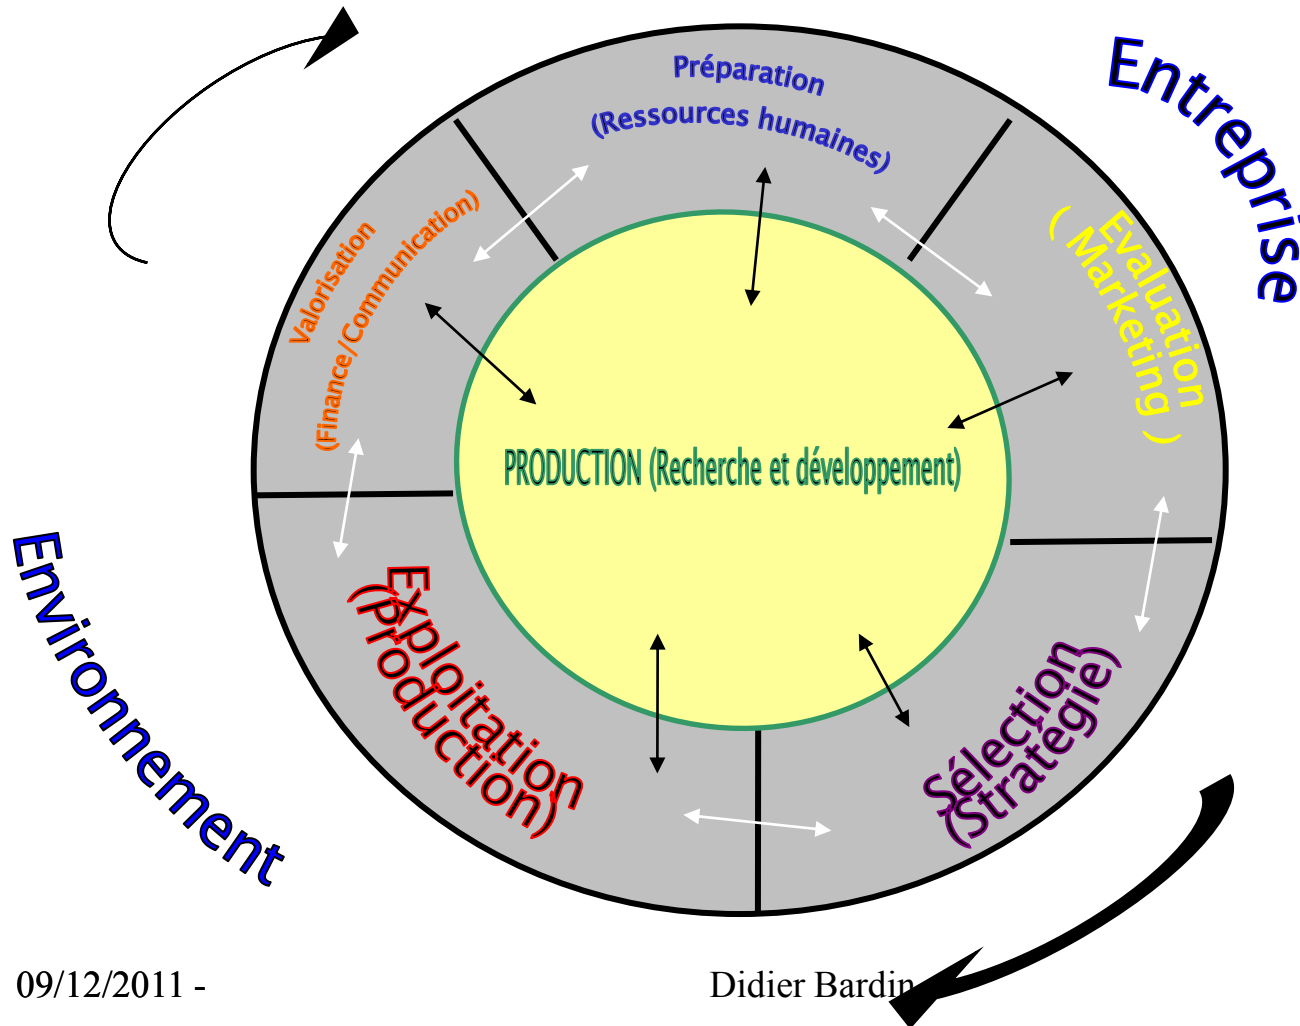 Préparation
(Ressources humaines)
Entreprise
Evaluation
( Marketing )
Valorisation
(Finance/Communication)
PRODUCTION (Recherche et développement)
Environnement
Exploitation
(Production)
Sélection
(Stratégie)
09/12/2011 -
Didier Bardin